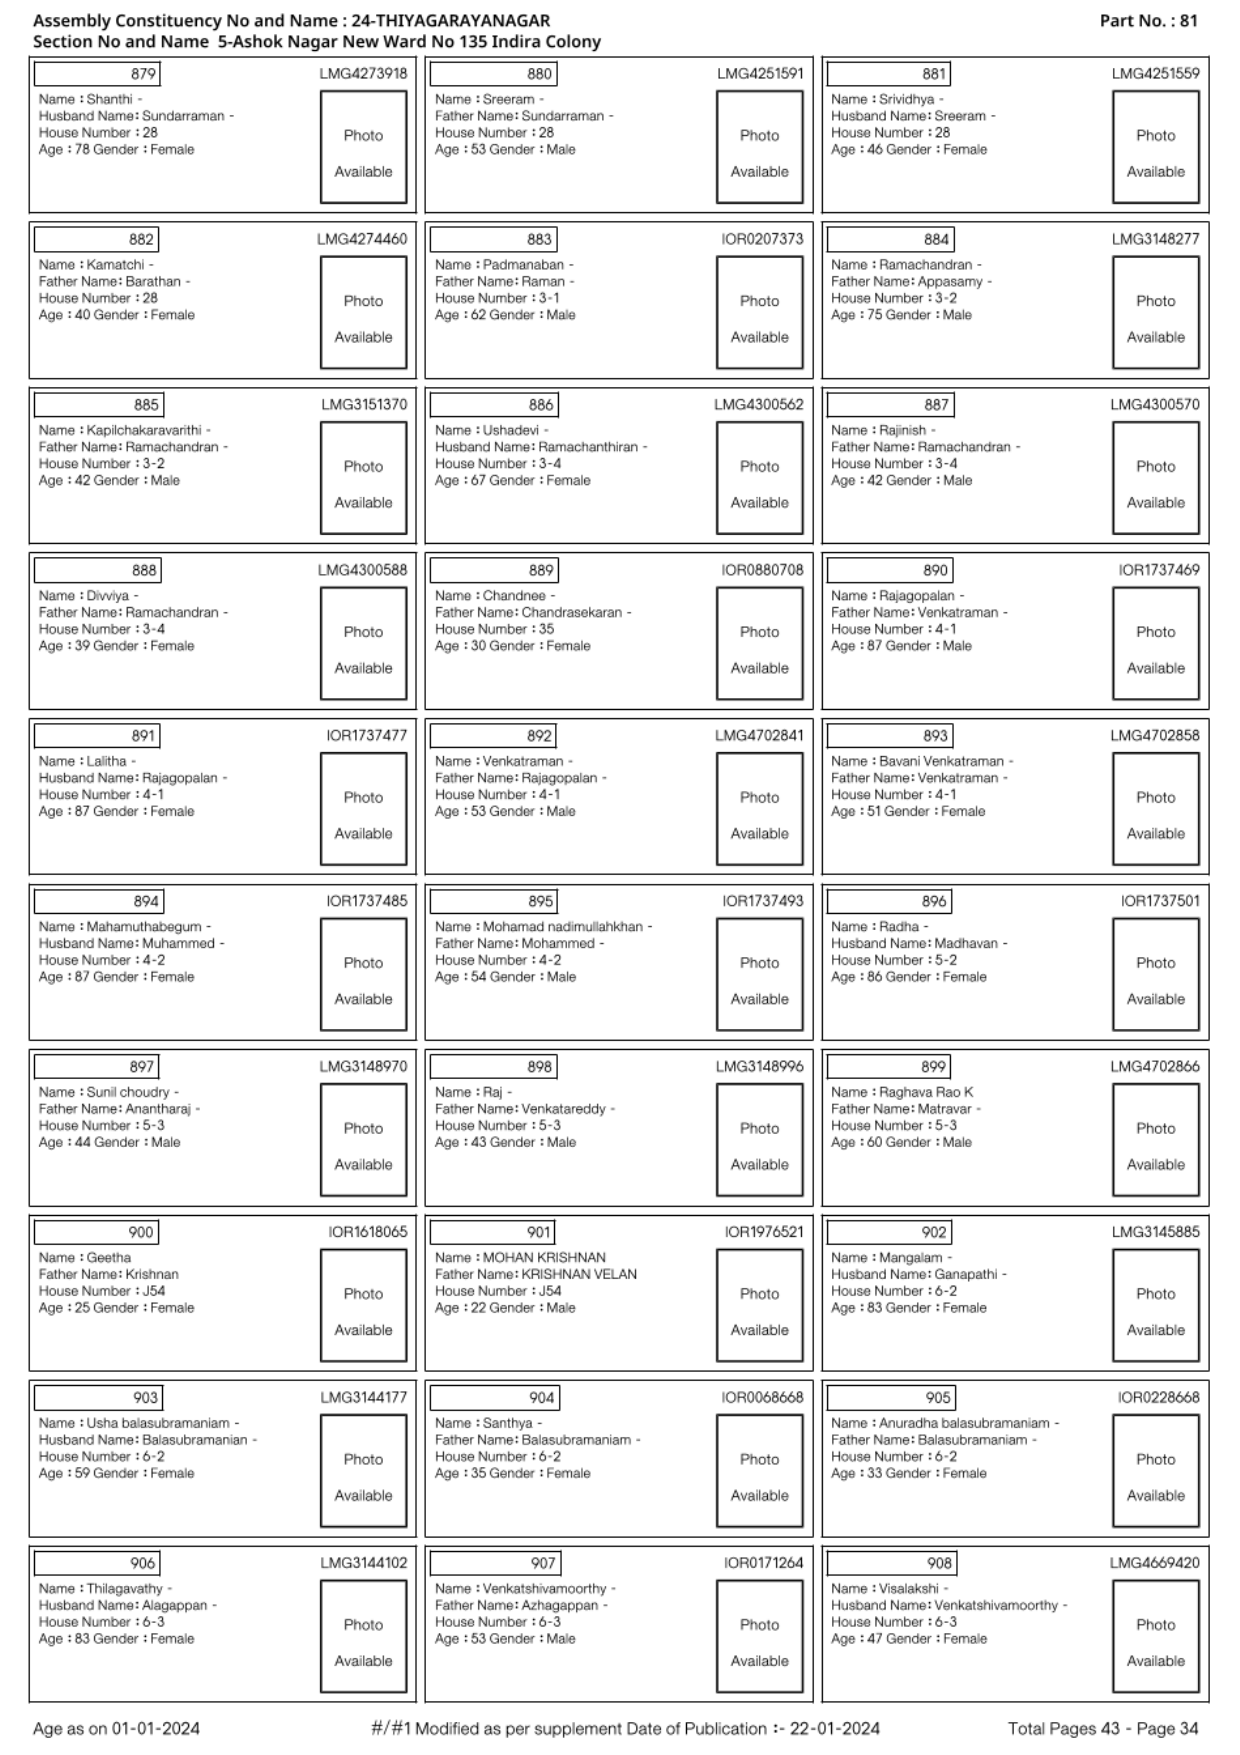 Assembly Constituency No and Name : 24-THIYAGARAYANAGAR
Part No. : 81
Section No and Name 5-Ashok Nagar New Ward No 135 Indira Colony
879 LMG4273918
Name : Shanthi -
Husband Name: Sundarraman -
House Number : 28
Age : 78 Gender : Female
Photo
Available
880 LMG4251591
Name : Sreeram -
Father Name: Sundarraman -
House Number : 28
Age : 53 Gender : Male
Photo
Available
881 LMG4251559
Name : Srividhya -
Husband Name: Sreeram -
House Number : 28
Age : 46 Gender : Female
Photo
Available
882 LMG4274460
Name : Kamatchi -
Father Name: Barathan -
House Number : 28
Age : 40 Gender : Female
Photo
Available
883 IOR0207373
Name : Padmanaban -
Father Name: Raman -
House Number : 3-1
Age : 62 Gender : Male
Photo
Available
884 LMG3148277
Name : Ramachandran -
Father Name: Appasamy -
House Number : 3-2
Age : 75 Gender : Male
Photo
Available
885 LMG3151370
Name : Kapilchakaravarithi -
Father Name: Ramachandran -
House Number : 3-2
Age : 42 Gender : Male
Photo
Available
886 LMG4300562
Name : Ushadevi -
Husband Name: Ramachanthiran -
House Number : 3-4
Age : 67 Gender : Female
Photo
Available
887 LMG4300570
Name : Rajinish -
Father Name: Ramachandran -
House Number : 3-4
Age : 42 Gender : Male
Photo
Available
888 LMG4300588
Name : Divviya -
Father Name: Ramachandran -
House Number : 3-4
Age : 39 Gender : Female
Photo
Available
889 IOR0880708
Name : Chandnee -
Father Name: Chandrasekaran -
House Number : 35
Age : 30 Gender : Female
Photo
Available
890 IOR1737469
Name : Rajagopalan -
Father Name: Venkatraman -
House Number : 4-1
Age : 87 Gender : Male
Photo
Available
891 IOR1737477
Name : Lalitha -
Husband Name: Rajagopalan -
House Number : 4-1
Age : 87 Gender : Female
Photo
Available
892 LMG4702841
Name : Venkatraman -
Father Name: Rajagopalan -
House Number : 4-1
Age : 53 Gender : Male
Photo
Available
893 LMG4702858
Name : Bavani Venkatraman -
Father Name: Venkatraman -
House Number : 4-1
Age : 51 Gender : Female
Photo
Available
894 IOR1737485
Name : Mahamuthabegum -
Husband Name: Muhammed -
House Number : 4-2
Age : 87 Gender : Female
Photo
Available
895 IOR1737493
Name : Mohamad nadimullahkhan -
Father Name: Mohammed -
House Number : 4-2
Age : 54 Gender : Male
Photo
Available
896 IOR1737501
Name : Radha -
Husband Name: Madhavan -
House Number : 5-2
Age : 86 Gender : Female
Photo
Available
897 LMG3148970
Name : Sunil choudry -
Father Name: Anantharaj -
House Number : 5-3
Age : 44 Gender : Male
Photo
Available
898 LMG3148996
Name : Raj -
Father Name: Venkatareddy -
House Number : 5-3
Age : 43 Gender : Male
Photo
Available
899 LMG4702866
Name : Raghava Rao K
Father Name: Matravar -
House Number : 5-3
Age : 60 Gender : Male
Photo
Available
900 IOR1618065
Name : Geetha
Father Name: Krishnan
House Number : J54
Age : 25 Gender : Female
Photo
Available
901 IOR1976521
Name : MOHAN KRISHNAN
Father Name: KRISHNAN VELAN
House Number : J54
Age : 22 Gender : Male
Photo
Available
902 LMG3145885
Name : Mangalam -
Husband Name: Ganapathi -
House Number : 6-2
Age : 83 Gender : Female
Photo
Available
903 LMG3144177
Name : Usha balasubramaniam -
Husband Name: Balasubramanian -
House Number : 6-2
Age : 59 Gender : Female
Photo
Available
904 IOR0068668
Name : Santhya -
Father Name: Balasubramaniam -
House Number : 6-2
Age : 35 Gender : Female
Photo
Available
905 IOR0228668
Name : Anuradha balasubramaniam -
Father Name: Balasubramaniam -
House Number : 6-2
Age : 33 Gender : Female
Photo
Available
906 LMG3144102
Name : Thilagavathy -
Husband Name: Alagappan -
House Number : 6-3
Age : 83 Gender : Female
Photo
Available
907 IOR0171264
Name : Venkatshivamoorthy -
Father Name: Azhagappan -
House Number : 6-3
Age : 53 Gender : Male
Photo
Available
908 LMG4669420
Name : Visalakshi -
Husband Name: Venkatshivamoorthy -
House Number : 6-3
Age : 47 Gender : Female
Photo
Available
Age as on 01-01-2024
#/#1 Modified as per supplement Date of Publication :- 22-01-2024
Total Pages 43 - Page 34